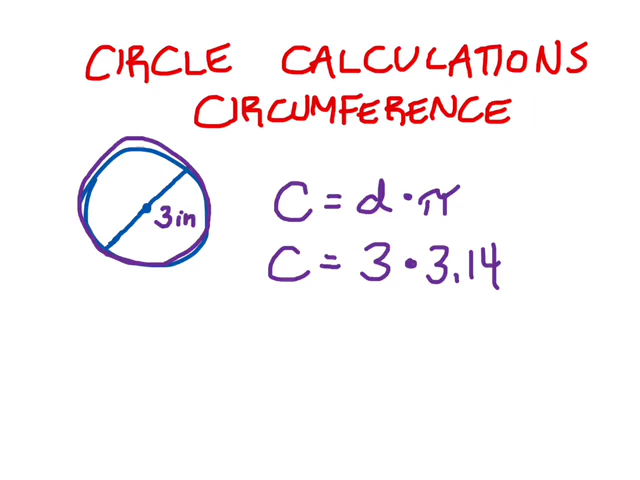 CIRCLE CALCULATIONS
CIRCUMFERENCE
3in
C = d · π
C = 3 · 3.14